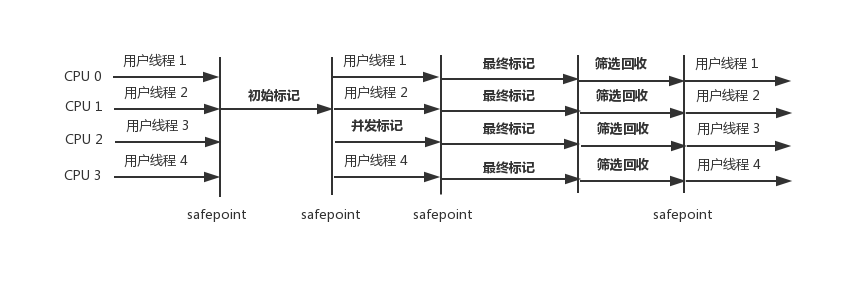 用户线程 1 用户线程 1 最终标记 筛选回收 用户线程 1
CPU 0
用户线程 2 初始标记 用户线程 2 最终标记 筛选回收 用户线程 2
CPU 1
用户线程 3 并发标记 最终标记 筛选回收 用户线程 3
CPU 2
用户线程 4 用户线程 4 最终标记 筛选回收 用户线程 4
CPU 3
safepoint safepoint safepoint safepoint